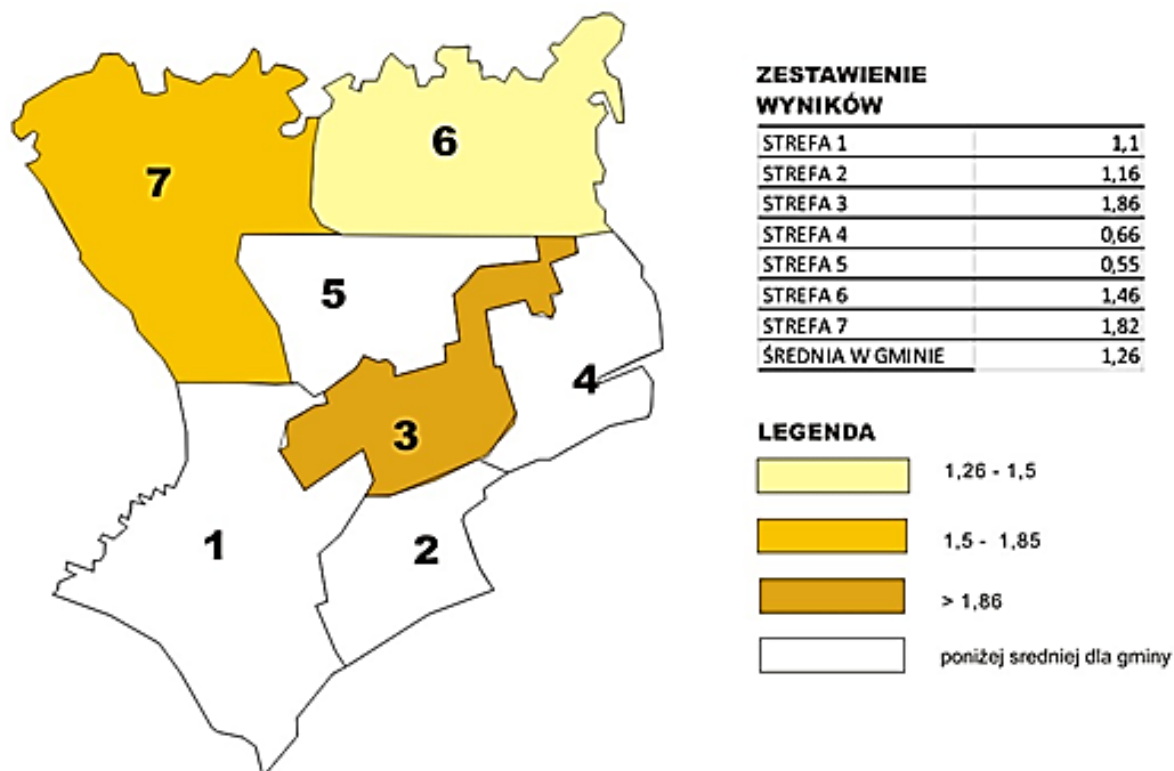 7
6
5
4
3
1
2
ZESTAWIENIE
WYNIKÓW
STREFA 1 1,1
STREFA 2 1,16
STREFA 3 1,86
STREFA 4 0,66
STREFA 5 0,55
STREFA 6 1,46
STREFA 7 1,82
ŚREDNIA W GMINIE 1,26
LEGENDA
1,26 - 1,5
1,5 - 1,85
> 1,86
poniżej sredniej dla gminy